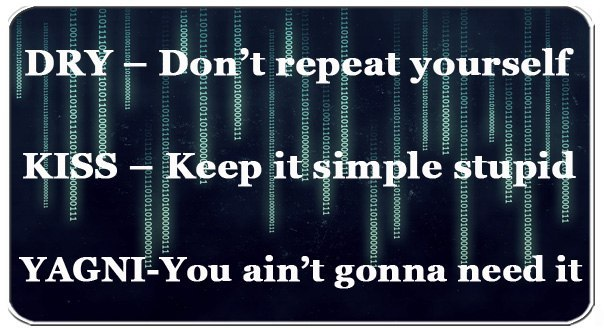 DRY – Don’t repeat yourself
KISS – Keep it simple stupid
YAGNI-You ain’t gonna need it